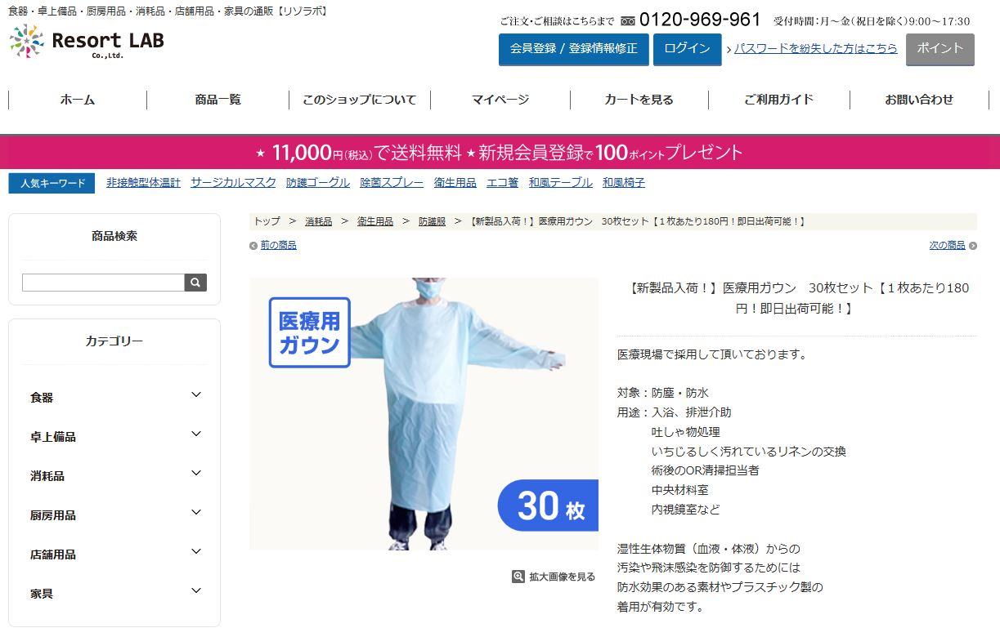 食器・卓上備品・厨房用品・消耗品・店舗用品・家具の通販【リゾラボ】
Resort LAB
Co.,Ltd.
ご注文・ご相談はこちらまで 0120-969-961 受付時間:月～金(祝日を除く)9:00～17:30
会員登録 / 登録情報修正 ログイン パスワードを紛失した方はこちら ポイント
ホーム 商品一覧 このショップについて マイページ カートを見る ご利用ガイド お問い合わせ
★ 11,000円(税込)で送料無料 ★ 新規会員登録で100ポイントプレゼント
人気キーワード 非接触型体温計 サージカルマスク 防護ゴーグル 除菌スプレー 衛生用品 エコ箸 和風テーブル 和風椅子
商品検索
カテゴリー
食器
卓上備品
消耗品
厨房用品
店舗用品
家具
トップ > 消耗品 > 衛生用品 > 防護服 > 【新製品入荷！】医療用ガウン　30枚セット【１枚あたり180円！即日出荷可能！】
前の商品 次の商品
医療用
ガウン
30 枚
拡大画像を見る
【新製品入荷！】医療用ガウン　30枚セット【１枚あたり180
円！即日出荷可能！】
医療現場で採用して頂いております。
対象：防塵・防水
用途：入浴、排泄介助
吐しゃ物処理
いちじるしく汚れているリネンの交換
術後のOR清掃担当者
中央材料室
内視鏡室など
湿性生体物質（血液・体液）からの
汚染や飛沫感染を防御するためには
防水効果のある素材やプラスチック製の
着用が有効です。